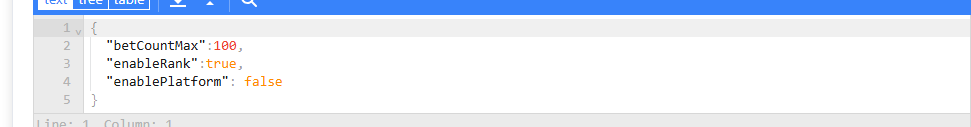 text tree table
1 {
2 "betCountMax":100,
3 "enableRank":true,
4 "enablePlatform": false
5 }
Line: 1 Column: 1